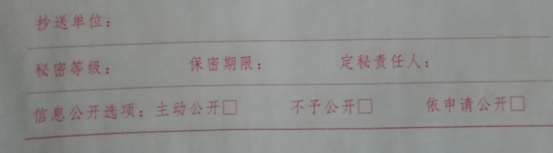 抄送单位：
秘密等级： 保密期限： 定秘责任人：
信息公开选项：主动公开□ 不予公开□ 依申请公开□